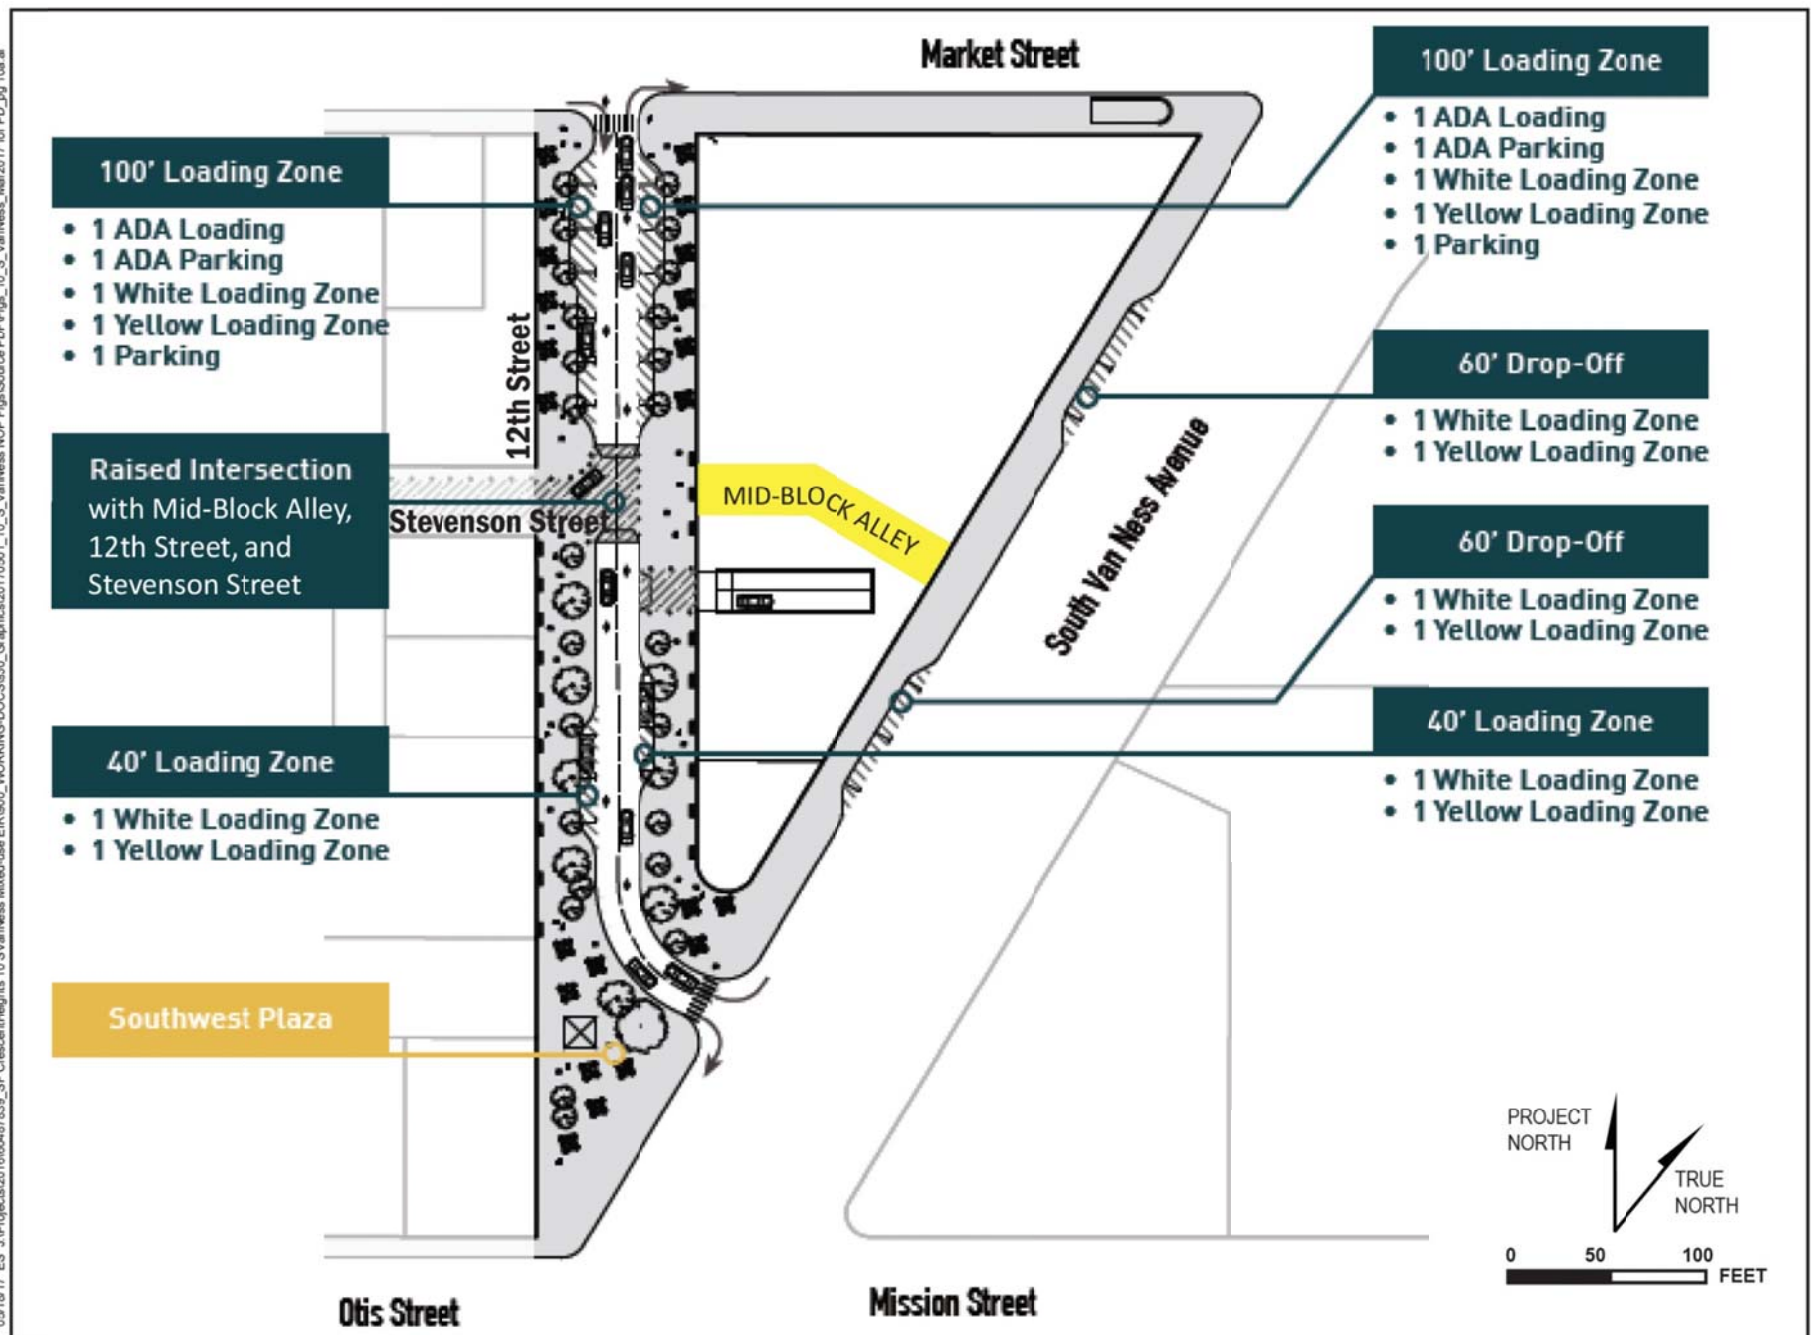 Market Street
100' Loading Zone
• 1 ADA Loading
• 1 ADA Parking
• 1 White Loading Zone
• 1 Yellow Loading Zone
• 1 Parking
100' Loading Zone
• 1 ADA Loading
• 1 ADA Parking
• 1 White Loading Zone
• 1 Yellow Loading Zone
• 1 Parking
12th Street
60' Drop-Off
• 1 White Loading Zone
• 1 Yellow Loading Zone
Raised Intersection
with Mid-Block Alley,
12th Street, and
Stevenson Street
Stevenson Street
MID-BLOCK ALLEY
South Van Ness Avenue
60' Drop-Off
• 1 White Loading Zone
• 1 Yellow Loading Zone
40' Loading Zone
• 1 White Loading Zone
• 1 Yellow Loading Zone
40' Loading Zone
• 1 White Loading Zone
• 1 Yellow Loading Zone
Southwest Plaza
PROJECT
NORTH
TRUE
NORTH
0 50 100
FEET
Otis Street
Mission Street